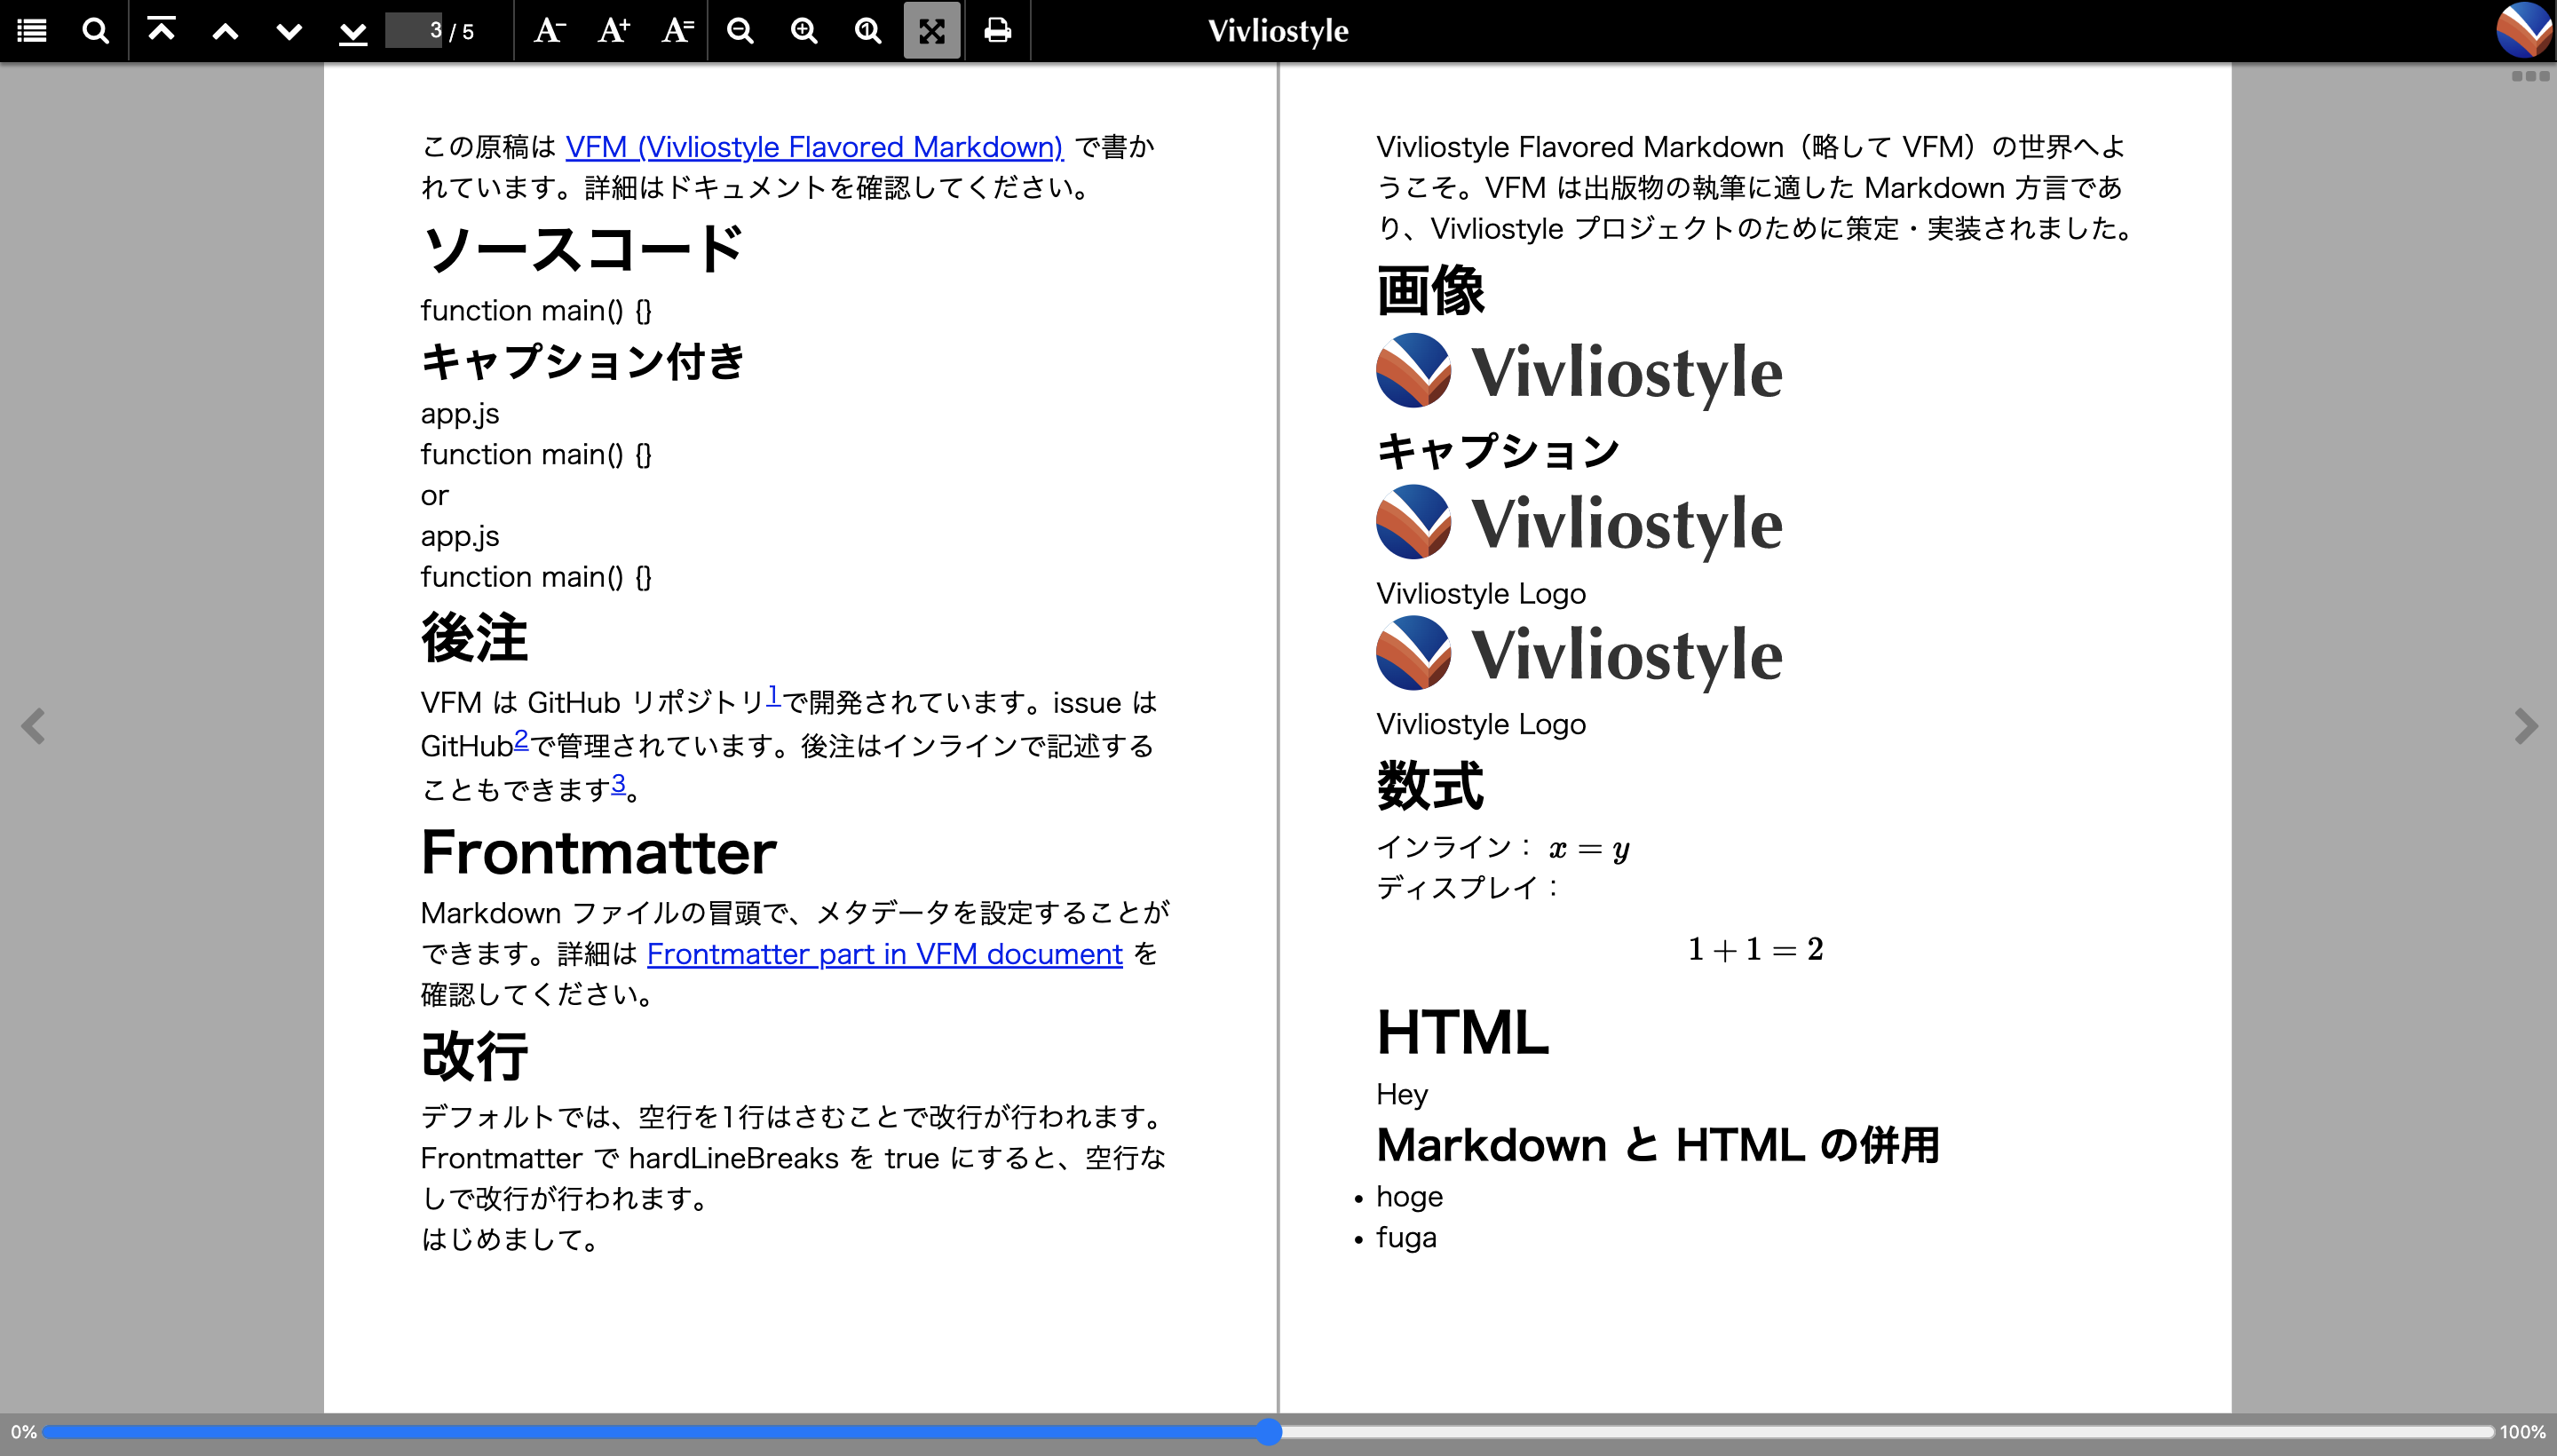 3 / 5
A- A+ A=
Vivliostyle
この原稿は VFM (Vivliostyle Flavored Markdown) で書か
れています。詳細はドキュメントを確認してください。
ソースコード
function main() {}
キャプション付き
app.js
function main() {}
or
app.js
function main() {}
後注
VFM は GitHub リポジトリ1で開発されています。issue は
GitHub2で管理されています。後注はインラインで記述する
こともできます3。
Frontmatter
Markdown ファイルの冒頭で、メタデータを設定することが
できます。詳細は Frontmatter part in VFM document を
確認してください。
改行
デフォルトでは、空行を1行はさむことで改行が行われます。
Frontmatter で hardLineBreaks を true にすると、空行な
しで改行が行われます。
はじめまして。
Vivliostyle Flavored Markdown（略して VFM）の世界へよ
うこそ。VFM は出版物の執筆に適した Markdown 方言であ
り、Vivliostyle プロジェクトのために策定・実装されました。
画像
Vivliostyle
キャプション
Vivliostyle
Vivliostyle Logo
Vivliostyle
Vivliostyle Logo
数式
インライン： x = y
ディスプレイ：
1 + 1 = 2
HTML
Hey
Markdown と HTML の併用
• hoge
• fuga
0%
100%